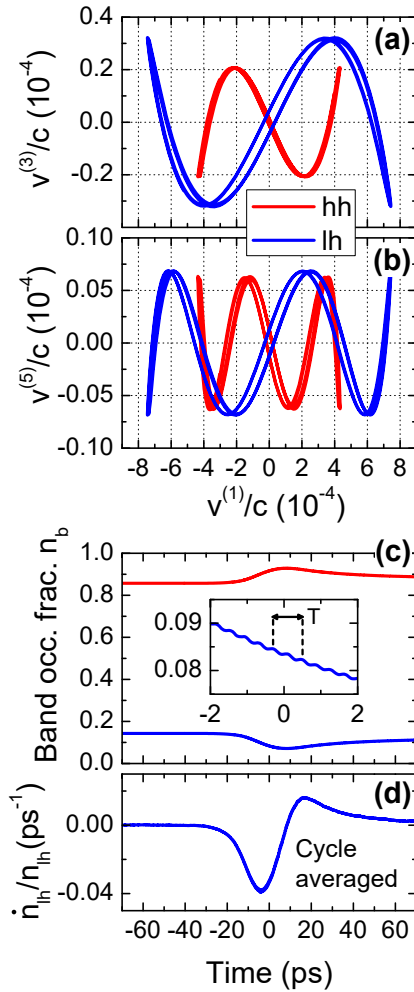 (a)
0.4
0.2
0.0
-0.2
v(3)/c (10-4)
hh
lh
(b)
0.10
0.05
0.00
-0.05
-0.10
v(5)/c (10-4)
-8 -6 -4 -2 0 2 4 6 8
v(1)/c (10-4)
(c)
1.0
0.8
0.6
0.4
0.2
0.0
Band occ. frac. nb
T
0.09
0.08
-2 0 2
(d)
0.00
-0.04
ṅlh/nlh(ps-1)
Cycle
averaged
-60 -40 -20 0 20 40 60
Time (ps)